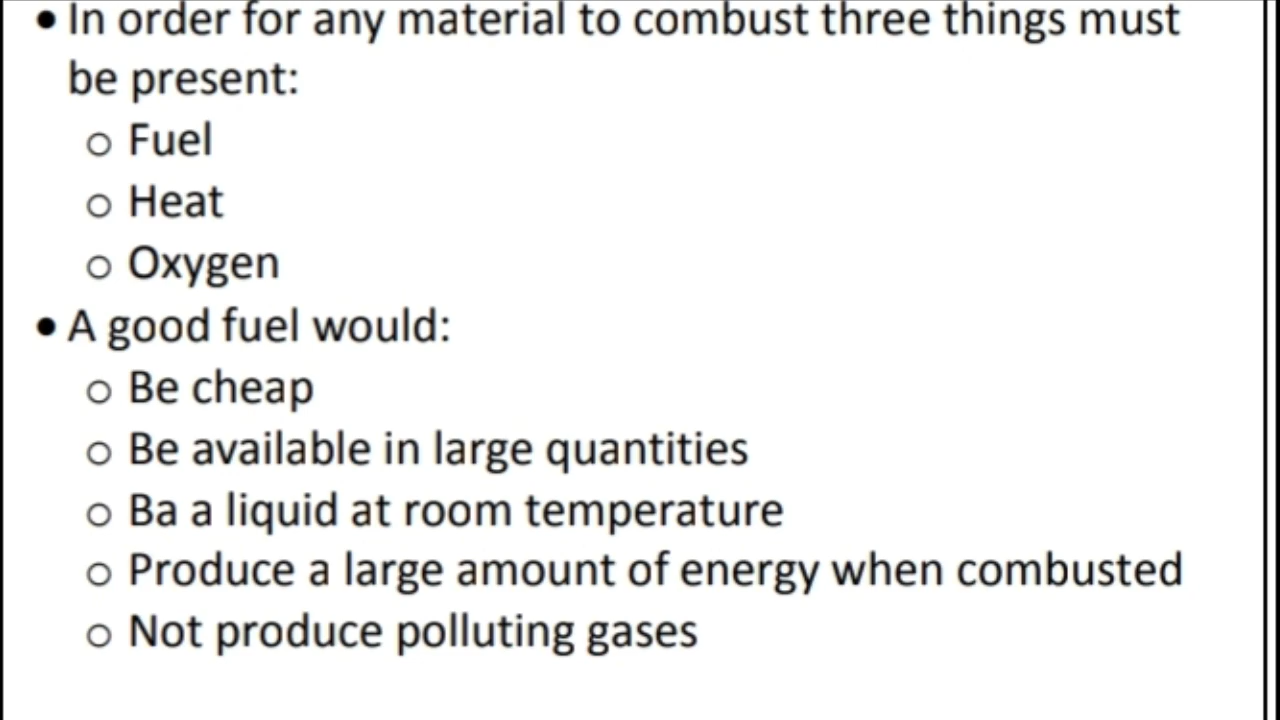 • In order for any material to combust three things must
be present:
o Fuel
o Heat
o Oxygen
• A good fuel would:
o Be cheap
o Be available in large quantities
o Ba a liquid at room temperature
o Produce a large amount of energy when combusted
o Not produce polluting gases